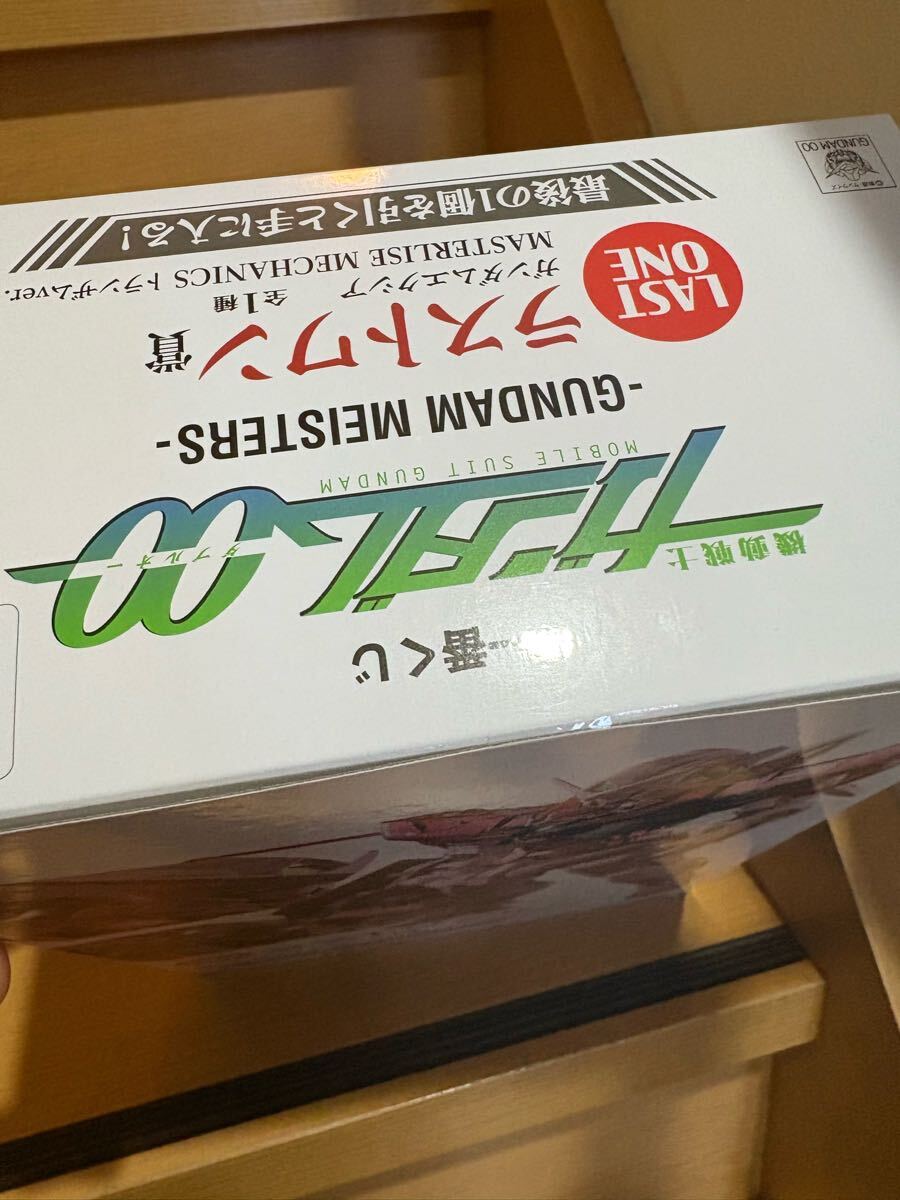 一番くじ
機動戦士
ガンダム00
ダブルオー
MOBILE SUIT GUNDAM
-GUNDAM MEISTERS-
LAST
ONE
ラストワン賞
全1種
ガンダムエクシア
MASTERLISE MECHANICS トランザムver.
最後の1個を引くと手に入る!
GUNDAM 00